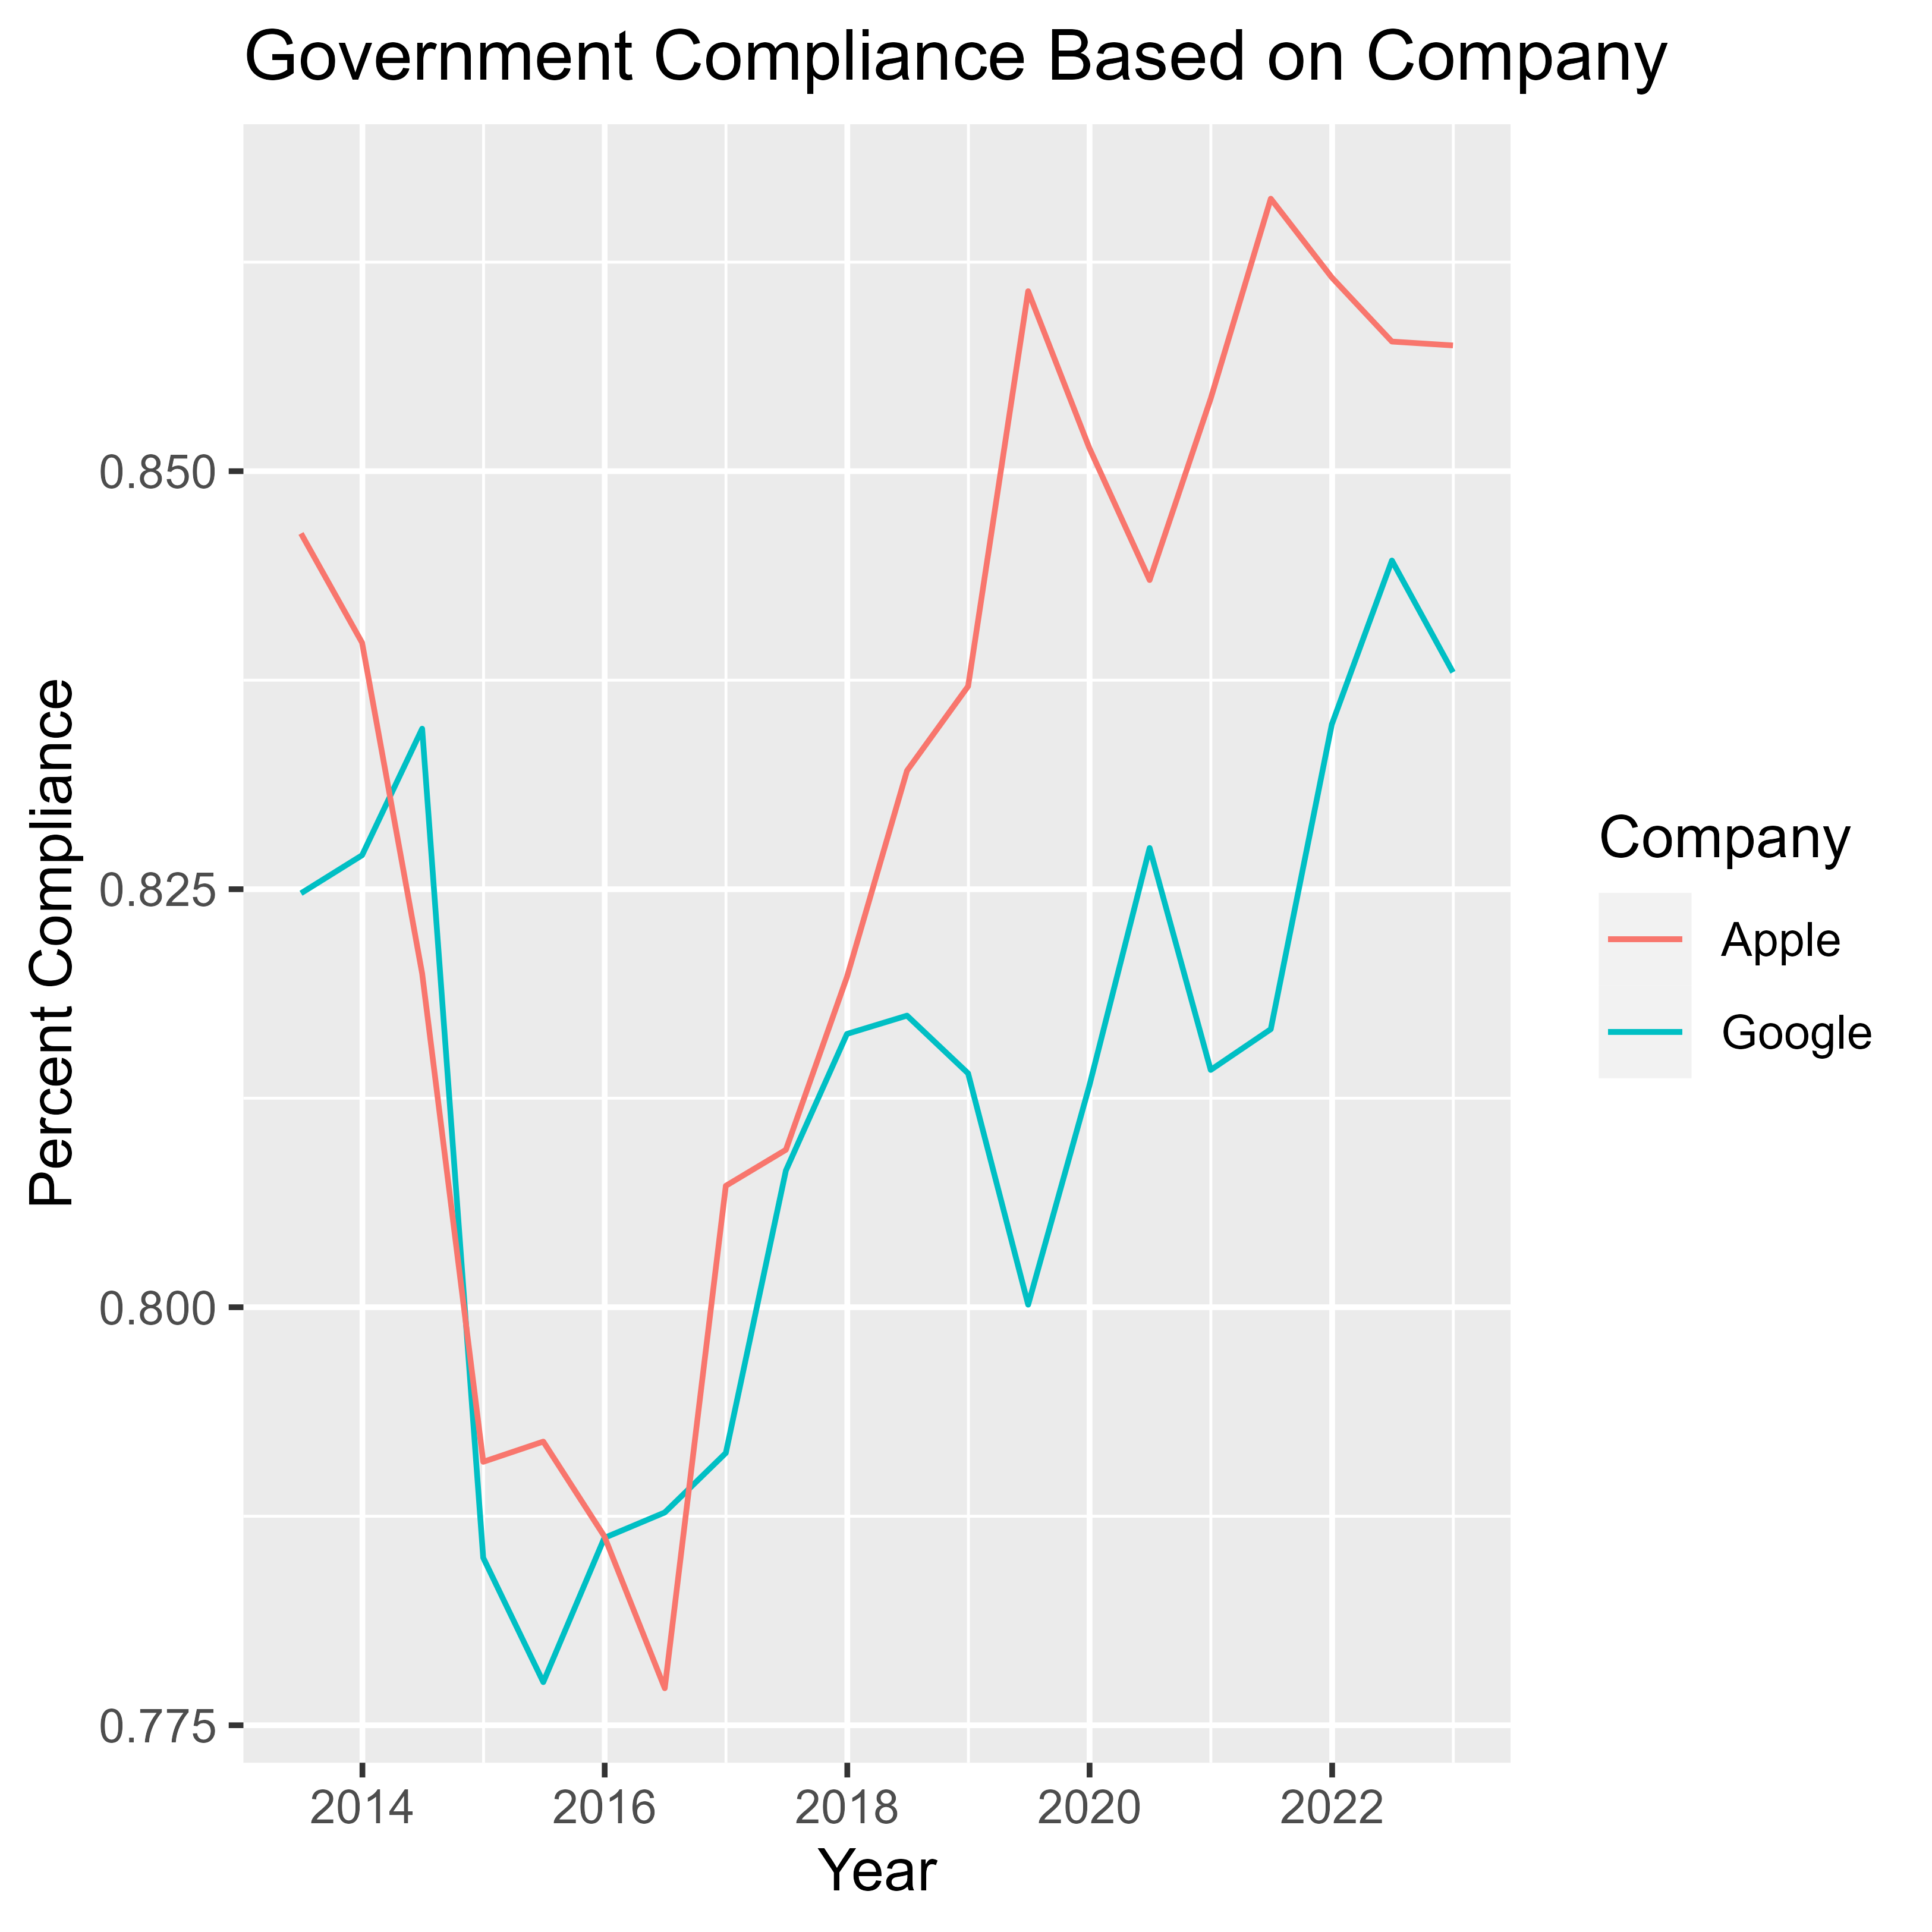 Government Compliance Based on Company
Percent Compliance
0.850
0.825
0.800
0.775
2014 2016 2018 2020 2022
Year
Company
Apple
Google